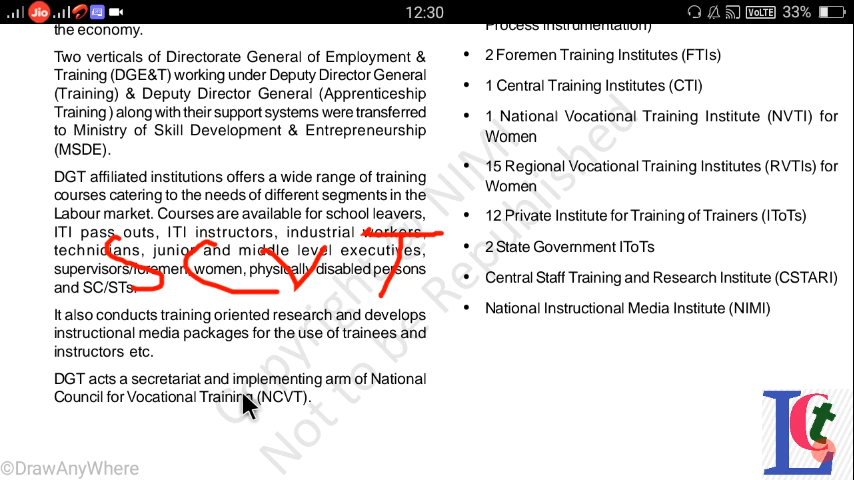 Jio
12:30
VoLTE
33%
the economy.
Two verticals of Directorate General of Employment &
Training (DGE&T) working under Deputy Director General
(Training) & Deputy Director General (Apprenticeship
Training) along with their support systems were transferred
to Ministry of Skill Development & Entrepreneurship
(MSDE).
DGT affiliated institutions offers a wide range of training
courses catering to the needs of different segments in the
Labour market. Courses are available for school leavers,
ITI pass outs, ITI instructors, industrial workers,
technicians, junior and middle level executives,
supervisors/foremen, women, physically disabled persons
and SC/STs.
SCVT
It also conducts training oriented research and develops
instructional media packages for the use of trainees and
instructors etc.
DGT acts a secretariat and implementing arm of National
Council for Vocational Training (NCVT).
Process Instrumentation)
• 2 Foremen Training Institutes (FTIs)
• 1 Central Training Institutes (CTI)
• 1 National Vocational Training Institute (NVTI) for
Women
• 15 Regional Vocational Training Institutes (RVTIs) for
Women
• 12 Private Institute for Training of Trainers (IToTs)
• 2 State Government IToTs
• Central Staff Training and Research Institute (CSTARI)
• National Instructional Media Institute (NIMI)
Copyright @ NIMI
Not to be Republished
©DrawAnyWhere
LCt